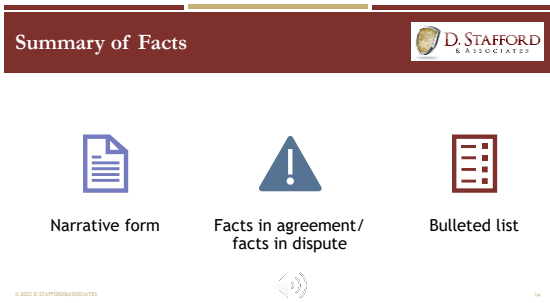 Summary of Facts
D. STAFFORD
& ASSOCIATES
Narrative form
Facts in agreement/
facts in dispute
Bulleted list
© 2022 D.STAFFORD&ASSOCIATES
14